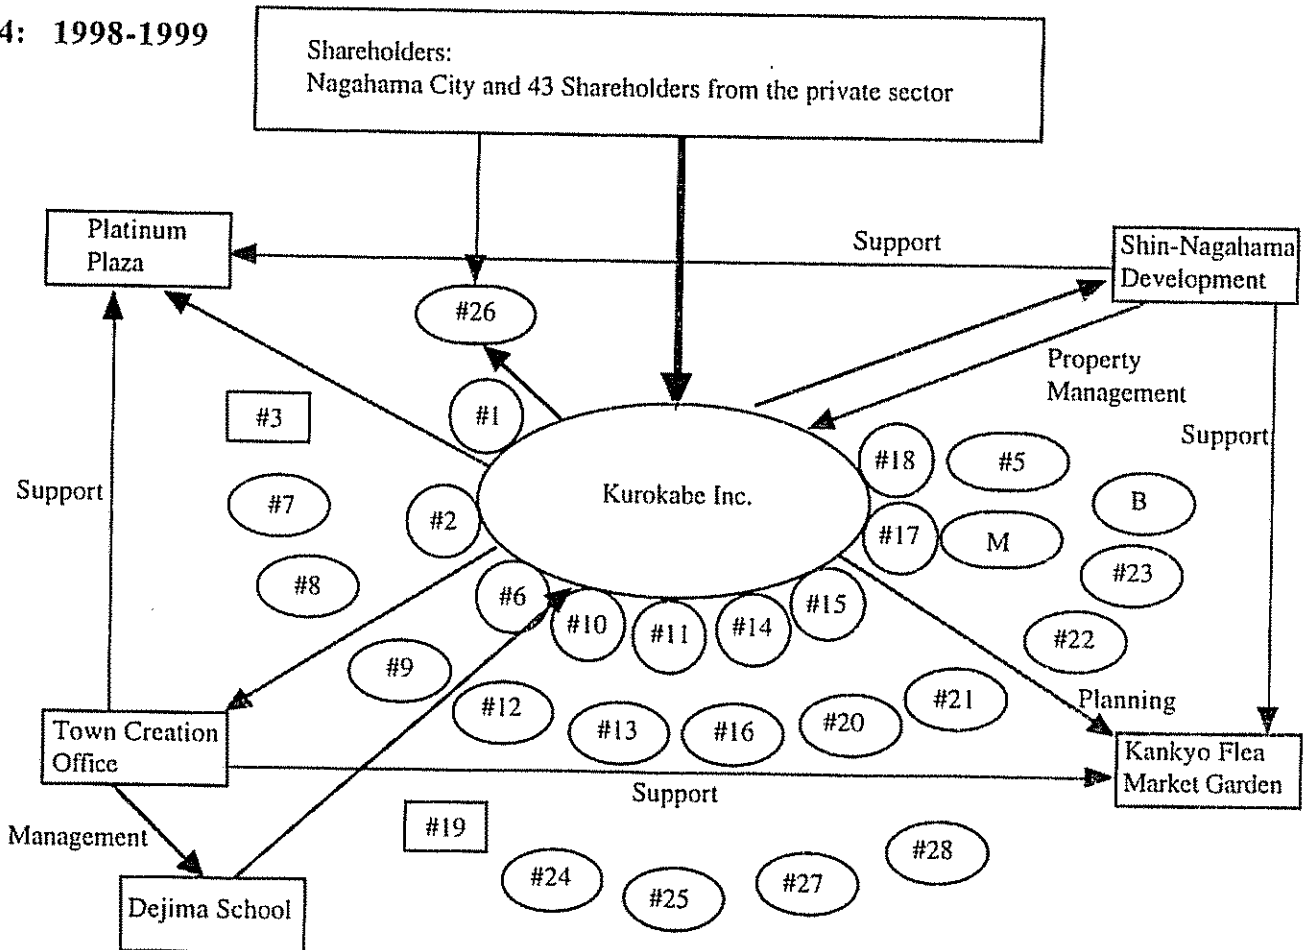 4: 1998-1999
Shareholders:
Nagahama City and 43 Shareholders from the private sector
Platinum
Plaza
Support
Shin-Nagahama
Development
#26
Property
Management
#3
#1
Support
#18
#5
Support
#7
#2
Kurokabe Inc.
B
#17
M
#8
#6
#23
#10
#11
#14
#15
#22
#9
#12
#13
#16
#20
#21
Planning
Town Creation
Office
Kankyo Flea
Market Garden
Support
Management
#19
#24
#25
#27
#28
Dejima School